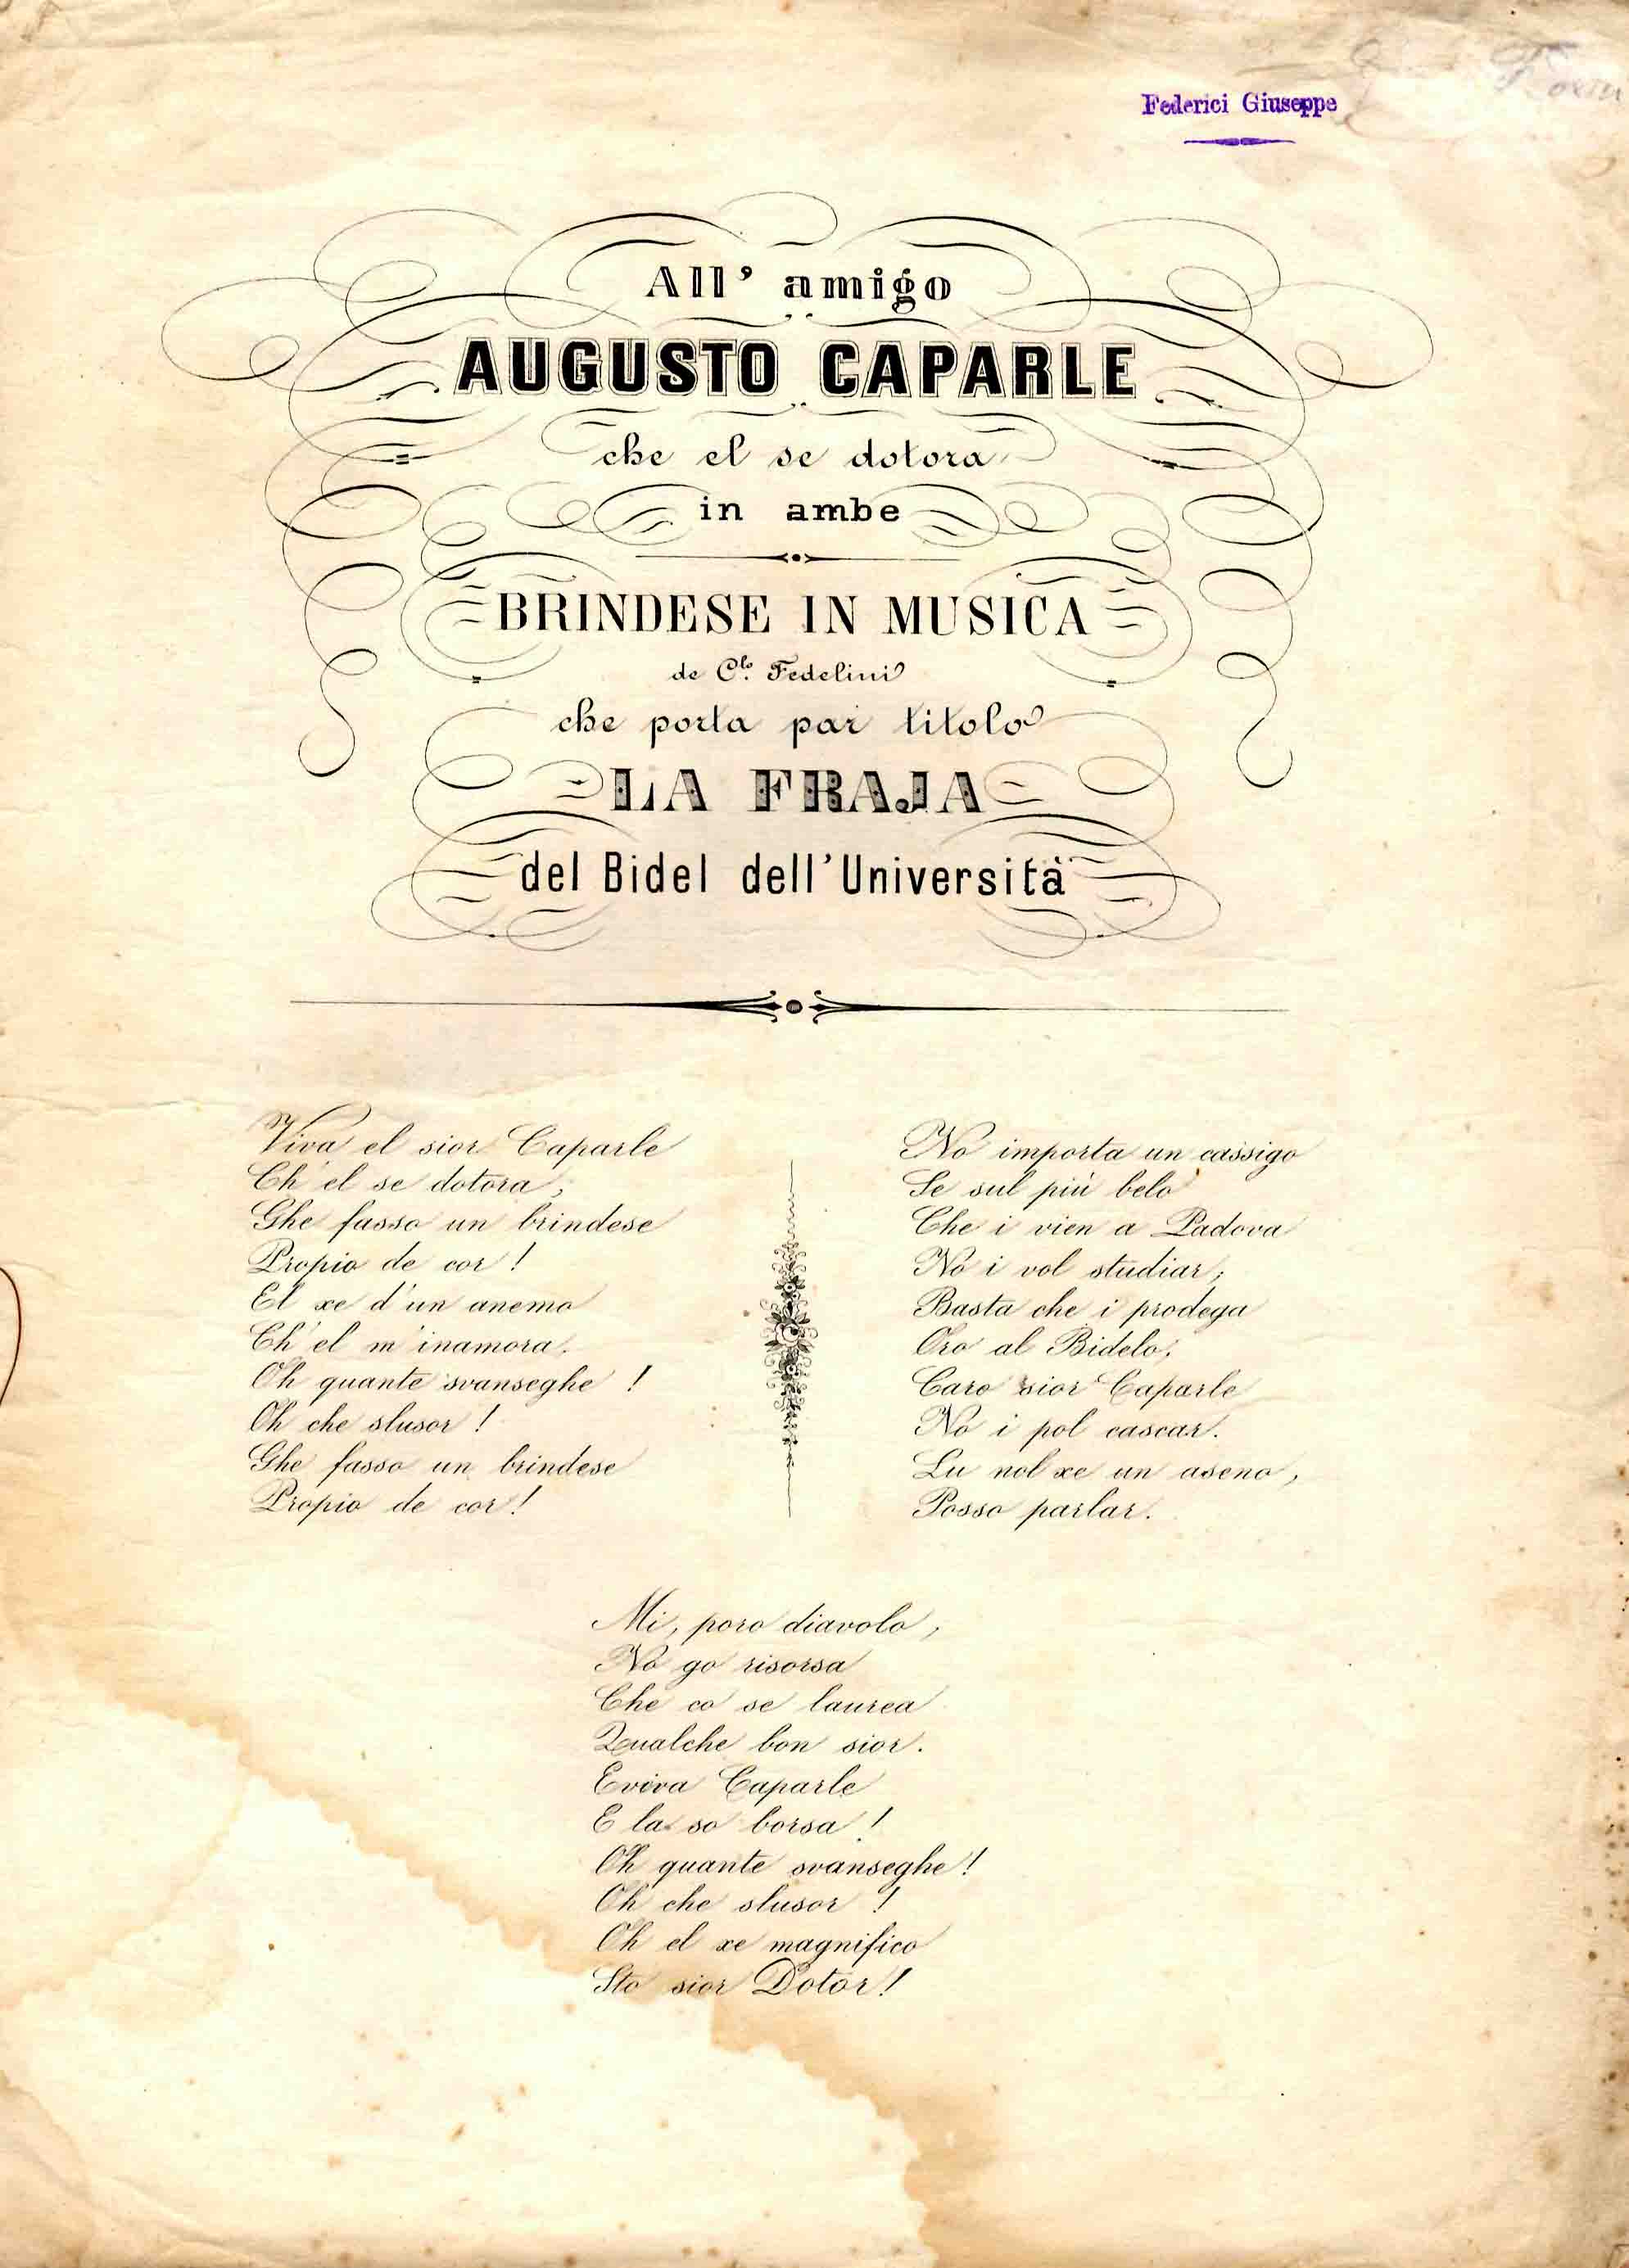 Federici Giuseppe
All' amigo
AUGUSTO CAPARLE
che el se dotora
in ambe
BRINDESE IN MUSICA
de C.lo Fedelini
che porta par titolo
LA FRAJA
del Bidel dell'Università
Viva el sior Caparle
Ch'el se dotora;
Ghe fasso un brindese
Propio de cor!
El xe d'un anemo
Ch'el m'inamora.
Oh quante svanseghe!
Oh che slusor!
Ghe fasso un brindese
Propio de cor!
No importa un cassigo
Se sul più belo
Che i vien a Padova
No i vol studiar;
Basta che i prodega
Oro al Bidelo,
Caro sior Caparle
No i pol cascar.
Lu nol xe un aseno,
Posso parlar.
Mi, poro diavolo,
No go risorsa
Che co se laurea
Qualche bon sior.
Eviva Caparle
E la so borsa!
Oh quante svanseghe!
Oh che slusor!
Oh el xe magnifico
Sto sior Dotor!